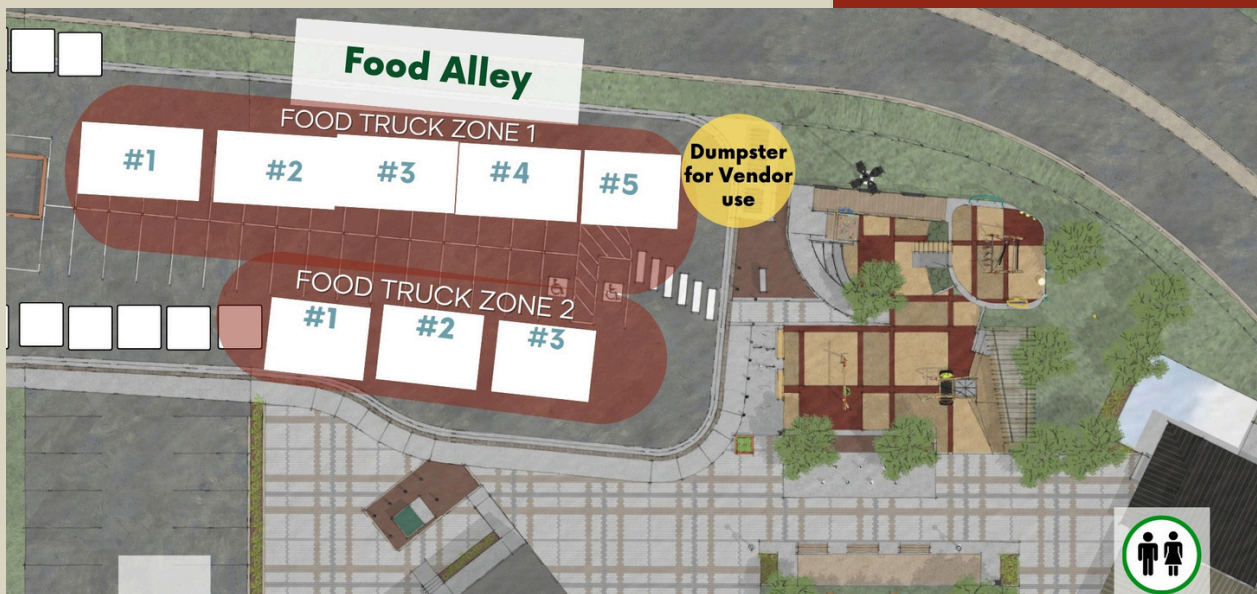 Food Alley
FOOD TRUCK ZONE 1
#1
#2
#3
#4
#5
Dumpster
for Vendor
use
FOOD TRUCK ZONE 2
#1
#2
#3